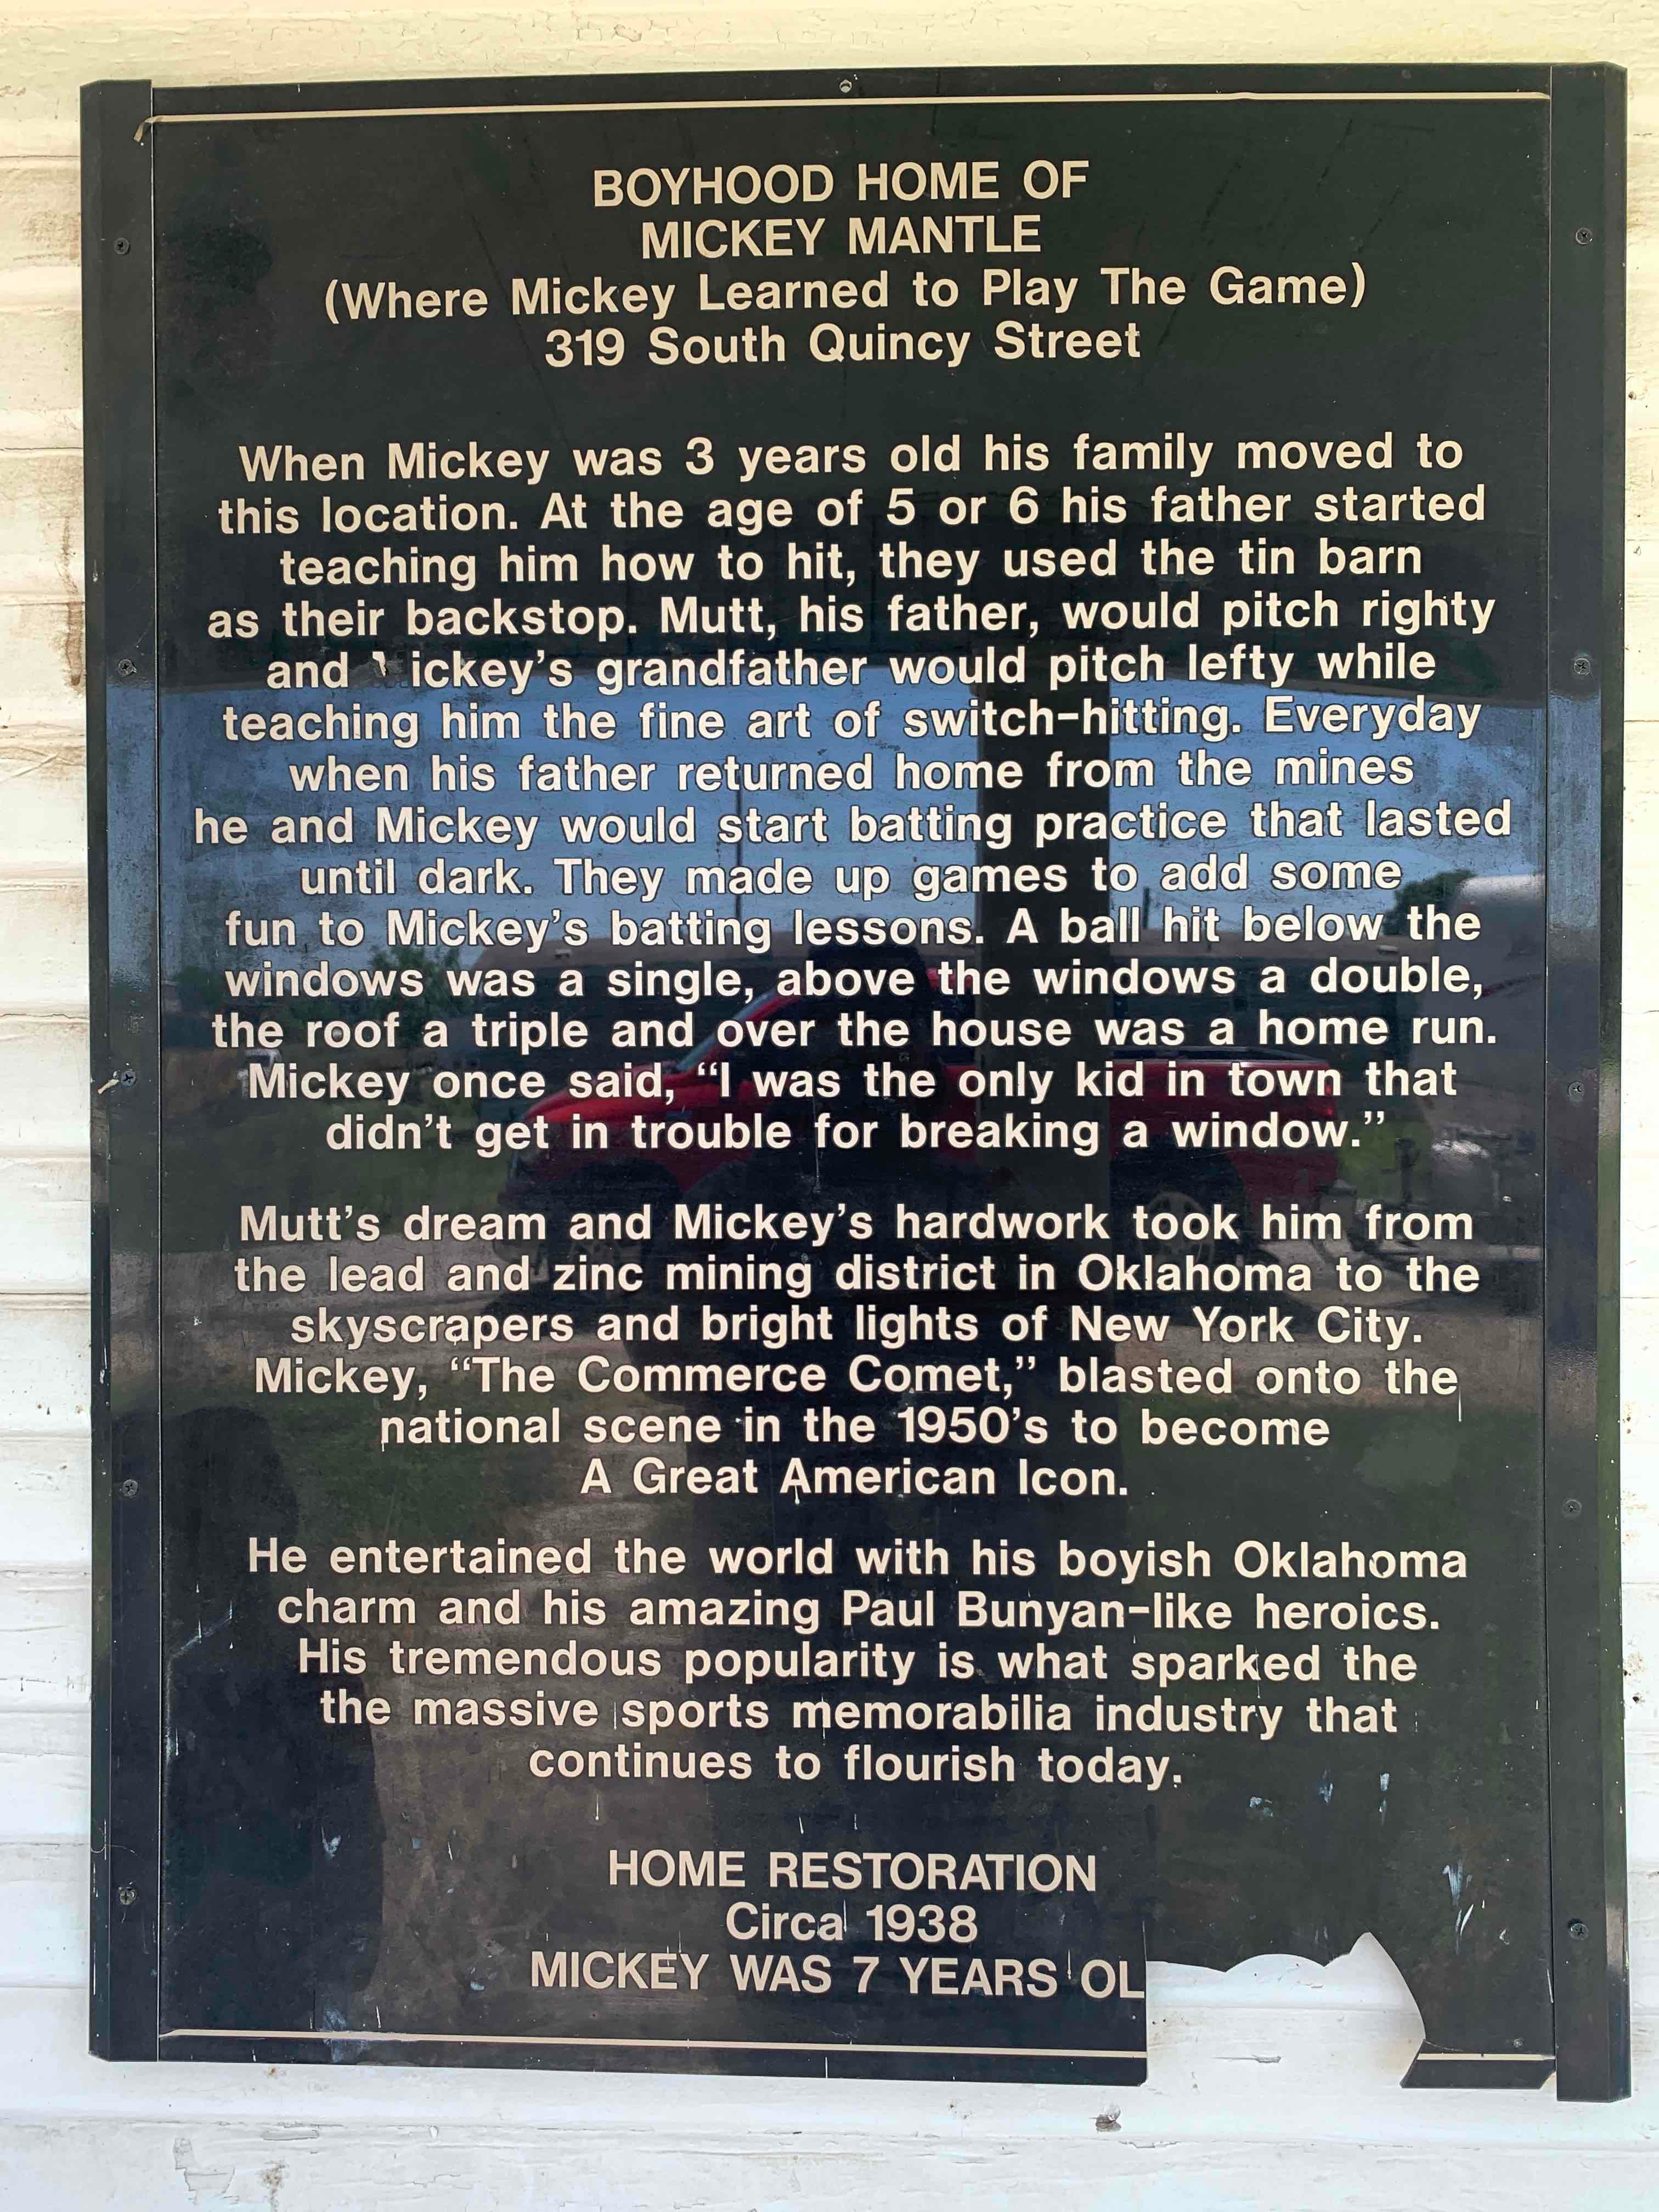 BOYHOOD HOME OF
MICKEY MANTLE
(Where Mickey Learned to Play The Game)
319 South Quincy Street
When Mickey was 3 years old his family moved to
this location. At the age of 5 or 6 his father started
teaching him how to hit, they used the tin barn
as their backstop. Mutt, his father, would pitch righty
and ickey’s grandfather would pitch lefty while
teaching him the fine art of switch-hitting. Everyday
when his father returned home from the mines
he and Mickey would start batting practice that lasted
until dark. They made up games to add some
fun to Mickey’s batting lessons. A ball hit below the
windows was a single, above the windows a double,
the roof a triple and over the house was a home run.
Mickey once said, “I was the only kid in town that
didn’t get in trouble for breaking a window.”
Mutt’s dream and Mickey’s hardwork took him from
the lead and zinc mining district in Oklahoma to the
skyscrapers and bright lights of New York City.
Mickey, “The Commerce Comet,” blasted onto the
national scene in the 1950’s to become
A Great American Icon.
He entertained the world with his boyish Oklahoma
charm and his amazing Paul Bunyan-like heroics.
His tremendous popularity is what sparked the
the massive sports memorabilia industry that
continues to flourish today.
HOME RESTORATION
Circa 1938
MICKEY WAS 7 YEARS OL